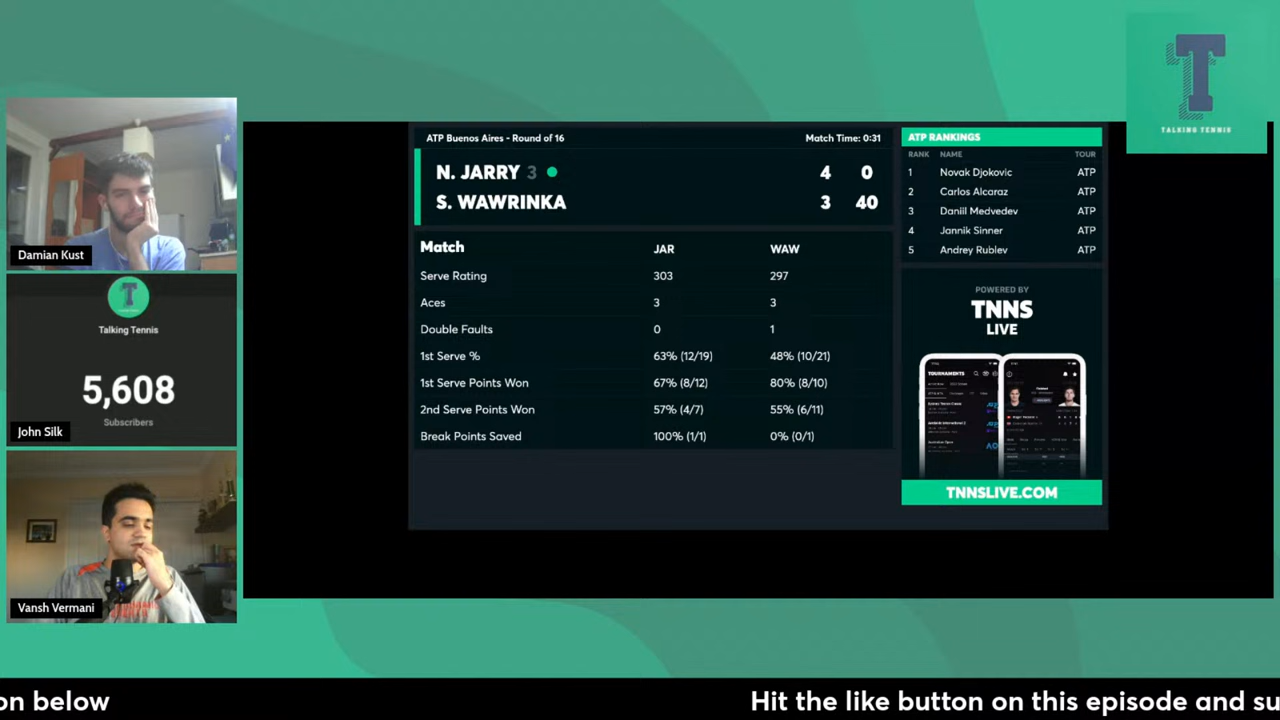 T
TALKING TENNIS
Damian Kust
T
Talking Tennis
5,608
Subscribers
John Silk
Vansh Vermani
ATP Buenos Aires - Round of 16
Match Time: 0:31
N. JARRY 3 4 0
S. WAWRINKA 3 40
Match JAR WAW
Serve Rating 303 297
Aces 3 3
Double Faults 0 1
1st Serve % 63% (12/19) 48% (10/21)
1st Serve Points Won 67% (8/12) 80% (8/10)
2nd Serve Points Won 57% (4/7) 55% (6/11)
Break Points Saved 100% (1/1) 0% (0/1)
ATP RANKINGS
RANK NAME TOUR
1 Novak Djokovic ATP
2 Carlos Alcaraz ATP
3 Daniil Medvedev ATP
4 Jannik Sinner ATP
5 Andrey Rublev ATP
POWERED BY
TNNS
LIVE
TOURNAMENTS
TNNSLIVE.COM
on below
Hit the like button on this episode and su